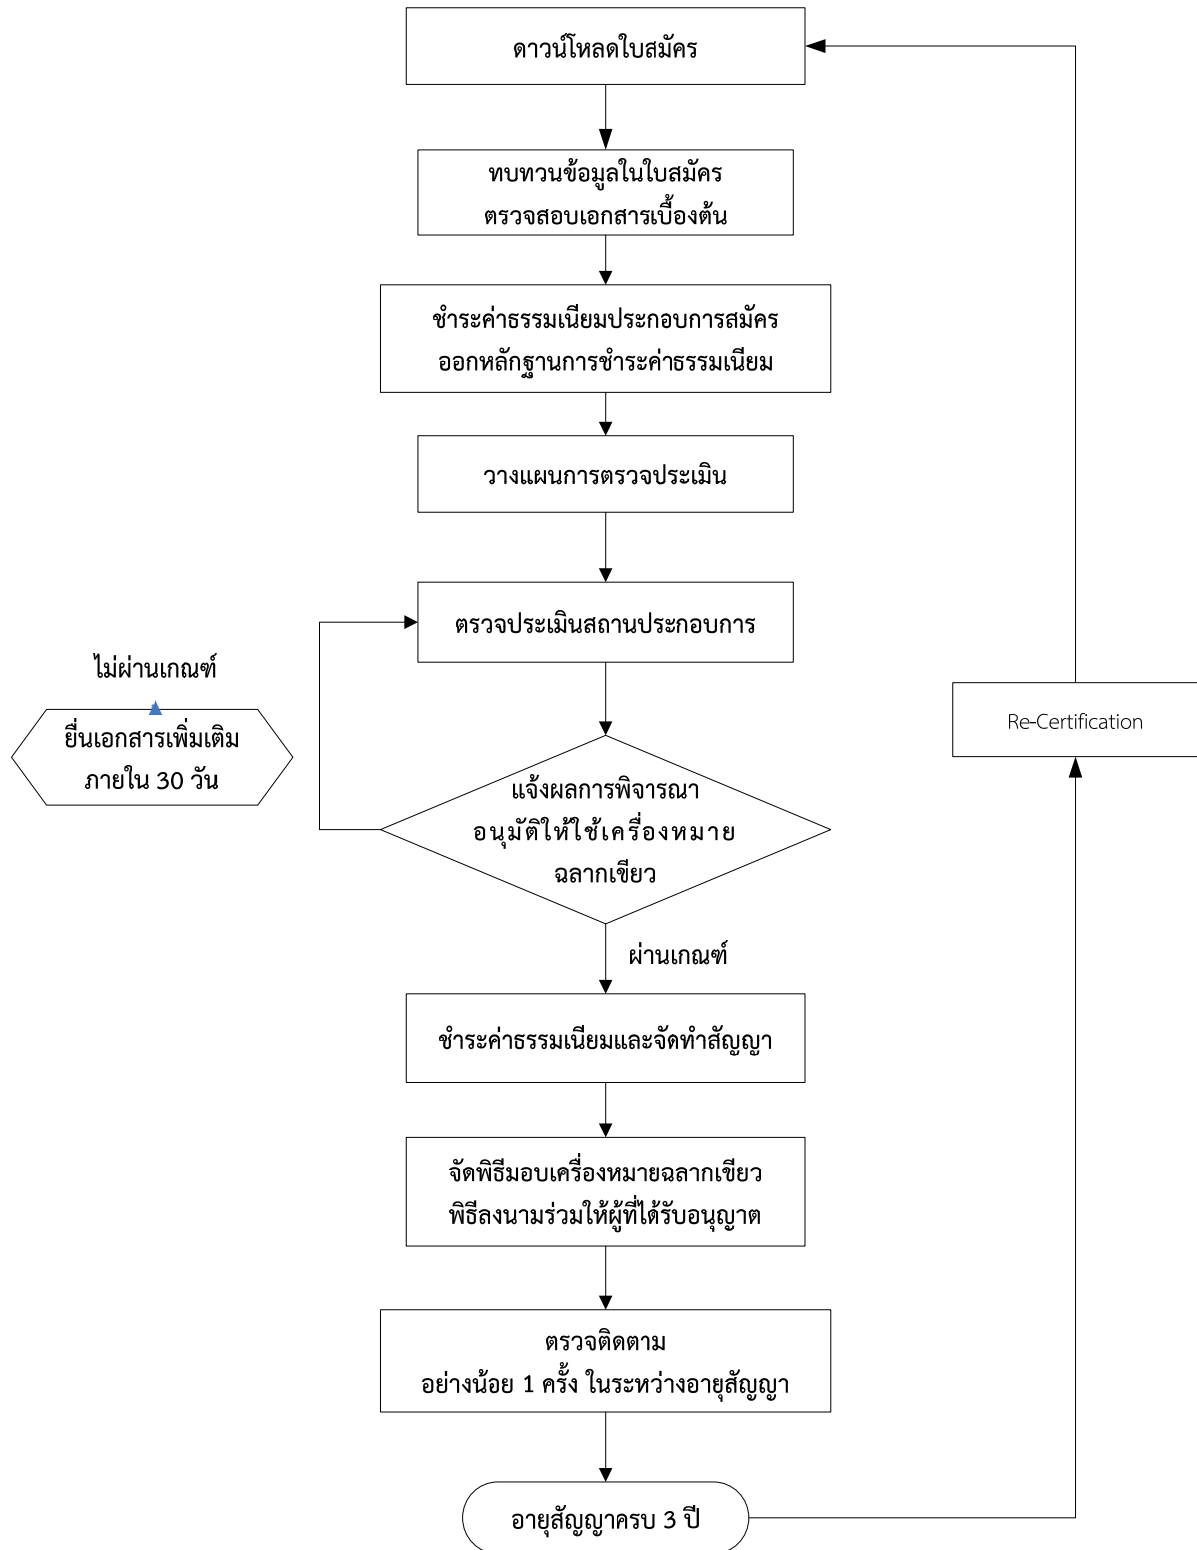 ดาวน์โหลดใบสมัคร
ทบทวนข้อมูลในใบสมัคร
ตรวจสอบเอกสารเบื้องต้น
ชำระค่าธรรมเนียมประกอบการสมัคร
ออกหลักฐานการชำระค่าธรรมเนียม
วางแผนการตรวจประเมิน
ตรวจประเมินสถานประกอบการ
ไม่ผ่านเกณฑ์
ยื่นเอกสารเพิ่มเติม
ภายใน 30 วัน
แจ้งผลการพิจารณา
อนุมัติให้ใช้เครื่องหมาย
ฉลากเขียว
Re-Certification
ผ่านเกณฑ์
ชำระค่าธรรมเนียมและจัดทำสัญญา
จัดพิธีมอบเครื่องหมายฉลากเขียว
พิธีลงนามร่วมให้ผู้ที่ได้รับอนุญาต
ตรวจติดตาม
อย่างน้อย 1 ครั้ง ในระหว่างอายุสัญญา
อายุสัญญาครบ 3 ปี